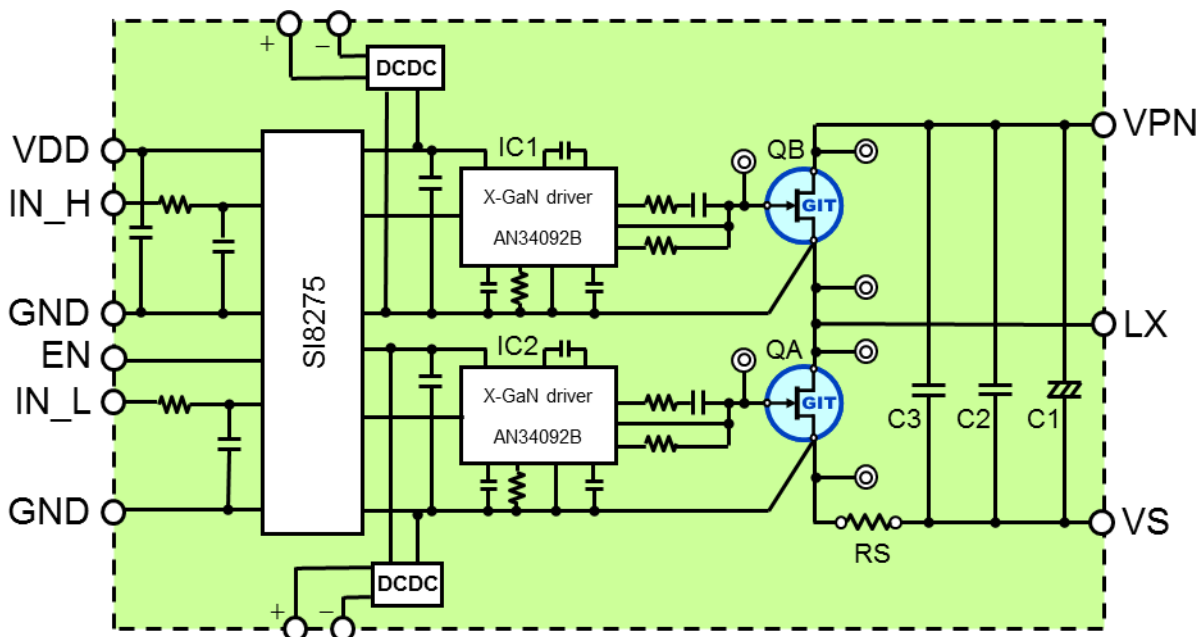 + −
DCDC
VDD
IN_H
GND
EN
IN_L
GND
SI8275
IC1
X-GaN driver
AN34092B
QB
GIT
VPN
IC2
X-GaN driver
AN34092B
QA
GIT
LX
C3 C2 C1
RS
VS
DCDC
+ −